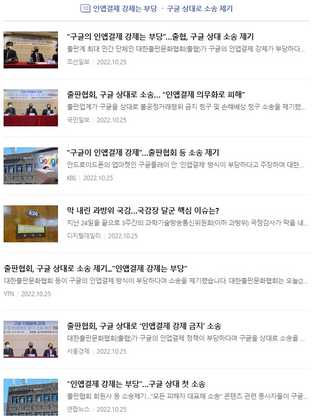 인앱결제 강제는 부당 · 구글 상대로 소송 제기
"구글의 인앱결제 강제는 부당"...출협, 구글 상대 소송 제기
출판계 최대 민간 단체인 대한출판문화협회(출협)가 구글의 인앱결제 강제가 부당하다...
조선일보 | 2022.10.25
출판협회, 구글 상대로 소송... "인앱결제 의무화로 피해"
출판업계가 구글을 상대로 불공정거래행위 금지 청구 및 손해배상 청구 소송을 제기했...
국민일보 | 2022.10.25
"구글이 인앱결제 강제"...출판협회 등 소송 제기
안드로이드폰의 앱마켓인 구글플레이 안 '인앱결제' 방식이 부당하다고 주장하며 대한...
KBS | 2022.10.25
막 내린 과방위 국감...국감장 달군 핵심 이슈는?
지난 24일을 끝으로 3주간의 과학기술정보방송통신위원회(이하 과방위) 국정감사가 막을 내...
디지털데일리 | 2022.10.25
출판협회, 구글 상대로 소송 제기..."인앱결제 강제는 부당"
대한출판문화협회 등이 구글의 인앱결제 방식이 부당하다며 소송을 제기했습니다. 대한출판문화협회는 오늘(2...
YTN | 2022.10.25
출판협회, 구글 상대로 '인앱결제 강제 금지' 소송
대한출판문화협회(출협)가 구글의 인앱결제 정책이 부당하다며 구글을 상대로 소송을 ...
서울경제 | 2022.10.25
"인앱결제 강제는 부당"...구글 상대 첫 소송
출판문화협회 회원사 등 소송제기..."모든 피해자 대표해 소송" 콘텐츠 관련 종사자들이 구글...
연합뉴스 | 2022.10.25